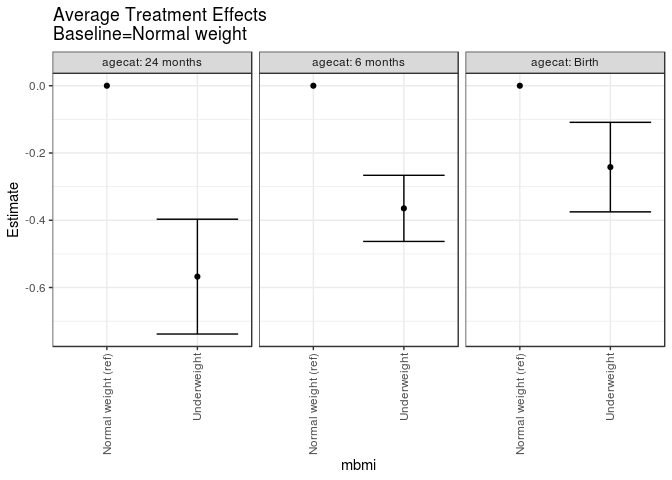 Average Treatment Effects
Baseline=Normal weight
agecat: 24 months
agecat: 6 months
agecat: Birth
Estimate
0.0
-0.2
-0.4
-0.6
Normal weight (ref)
Underweight
Normal weight (ref)
Underweight
Normal weight (ref)
Underweight
mbmi